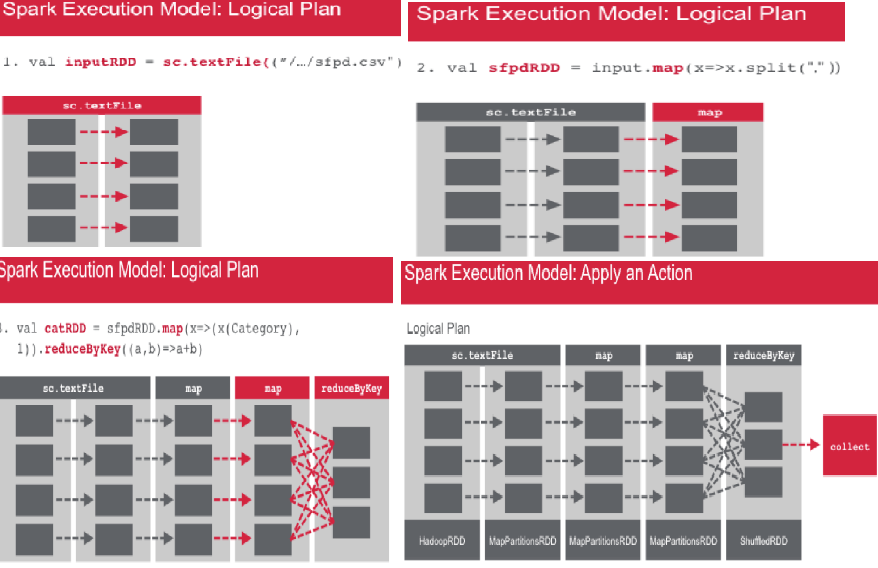 Spark Execution Model: Logical Plan
1. val inputRDD = sc.textFile(("/…/sfpd.csv")
sc.textFile
Spark Execution Model: Logical Plan
2. val sfpdRDD = input.map(x=>x.split("," ))
sc.textFile map
Spark Execution Model: Logical Plan
. val catRDD = sfpdRDD.map(x=>(x(Category),
1)).reduceByKey((a,b)=>a+b)
sc.textFile map map reduceByKey
Spark Execution Model: Apply an Action
Logical Plan
sc.textFile map map reduceByKey
collect
HadoopRDD MapPartitionsRDD MapPartitionsRDD MapPartitionsRDD ShuffledRDD